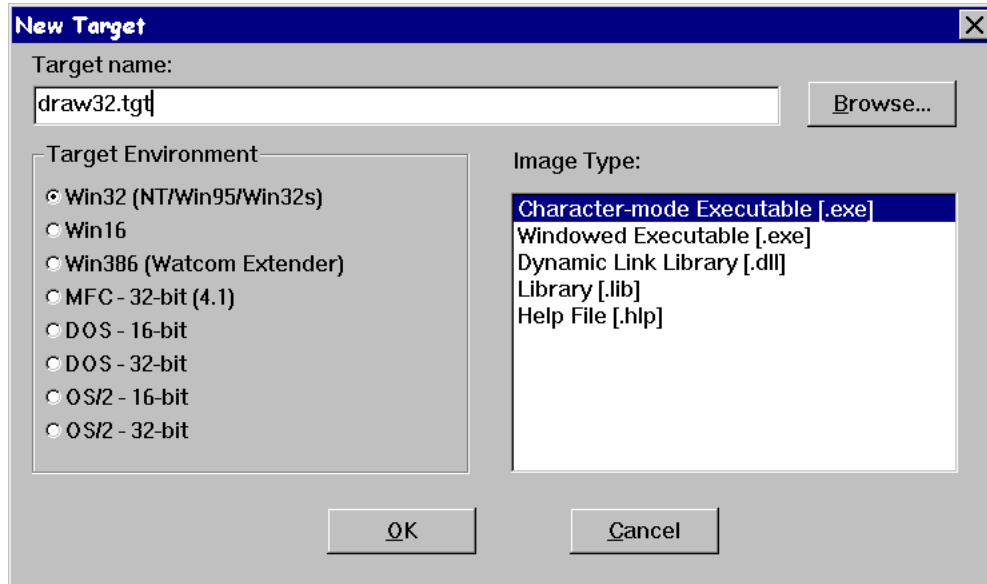 New Target
Target name:
draw32.tgt
Browse...
Target Environment
Win32 (NT/Win95/Win32s)
Win16
Win386 (Watcom Extender)
MFC - 32-bit (4.1)
DOS - 16-bit
DOS - 32-bit
OS/2 - 16-bit
OS/2 - 32-bit
Image Type:
Character-mode Executable [.exe]
Windowed Executable [.exe]
Dynamic Link Library [.dll]
Library [.lib]
Help File [.hlp]
OK
Cancel